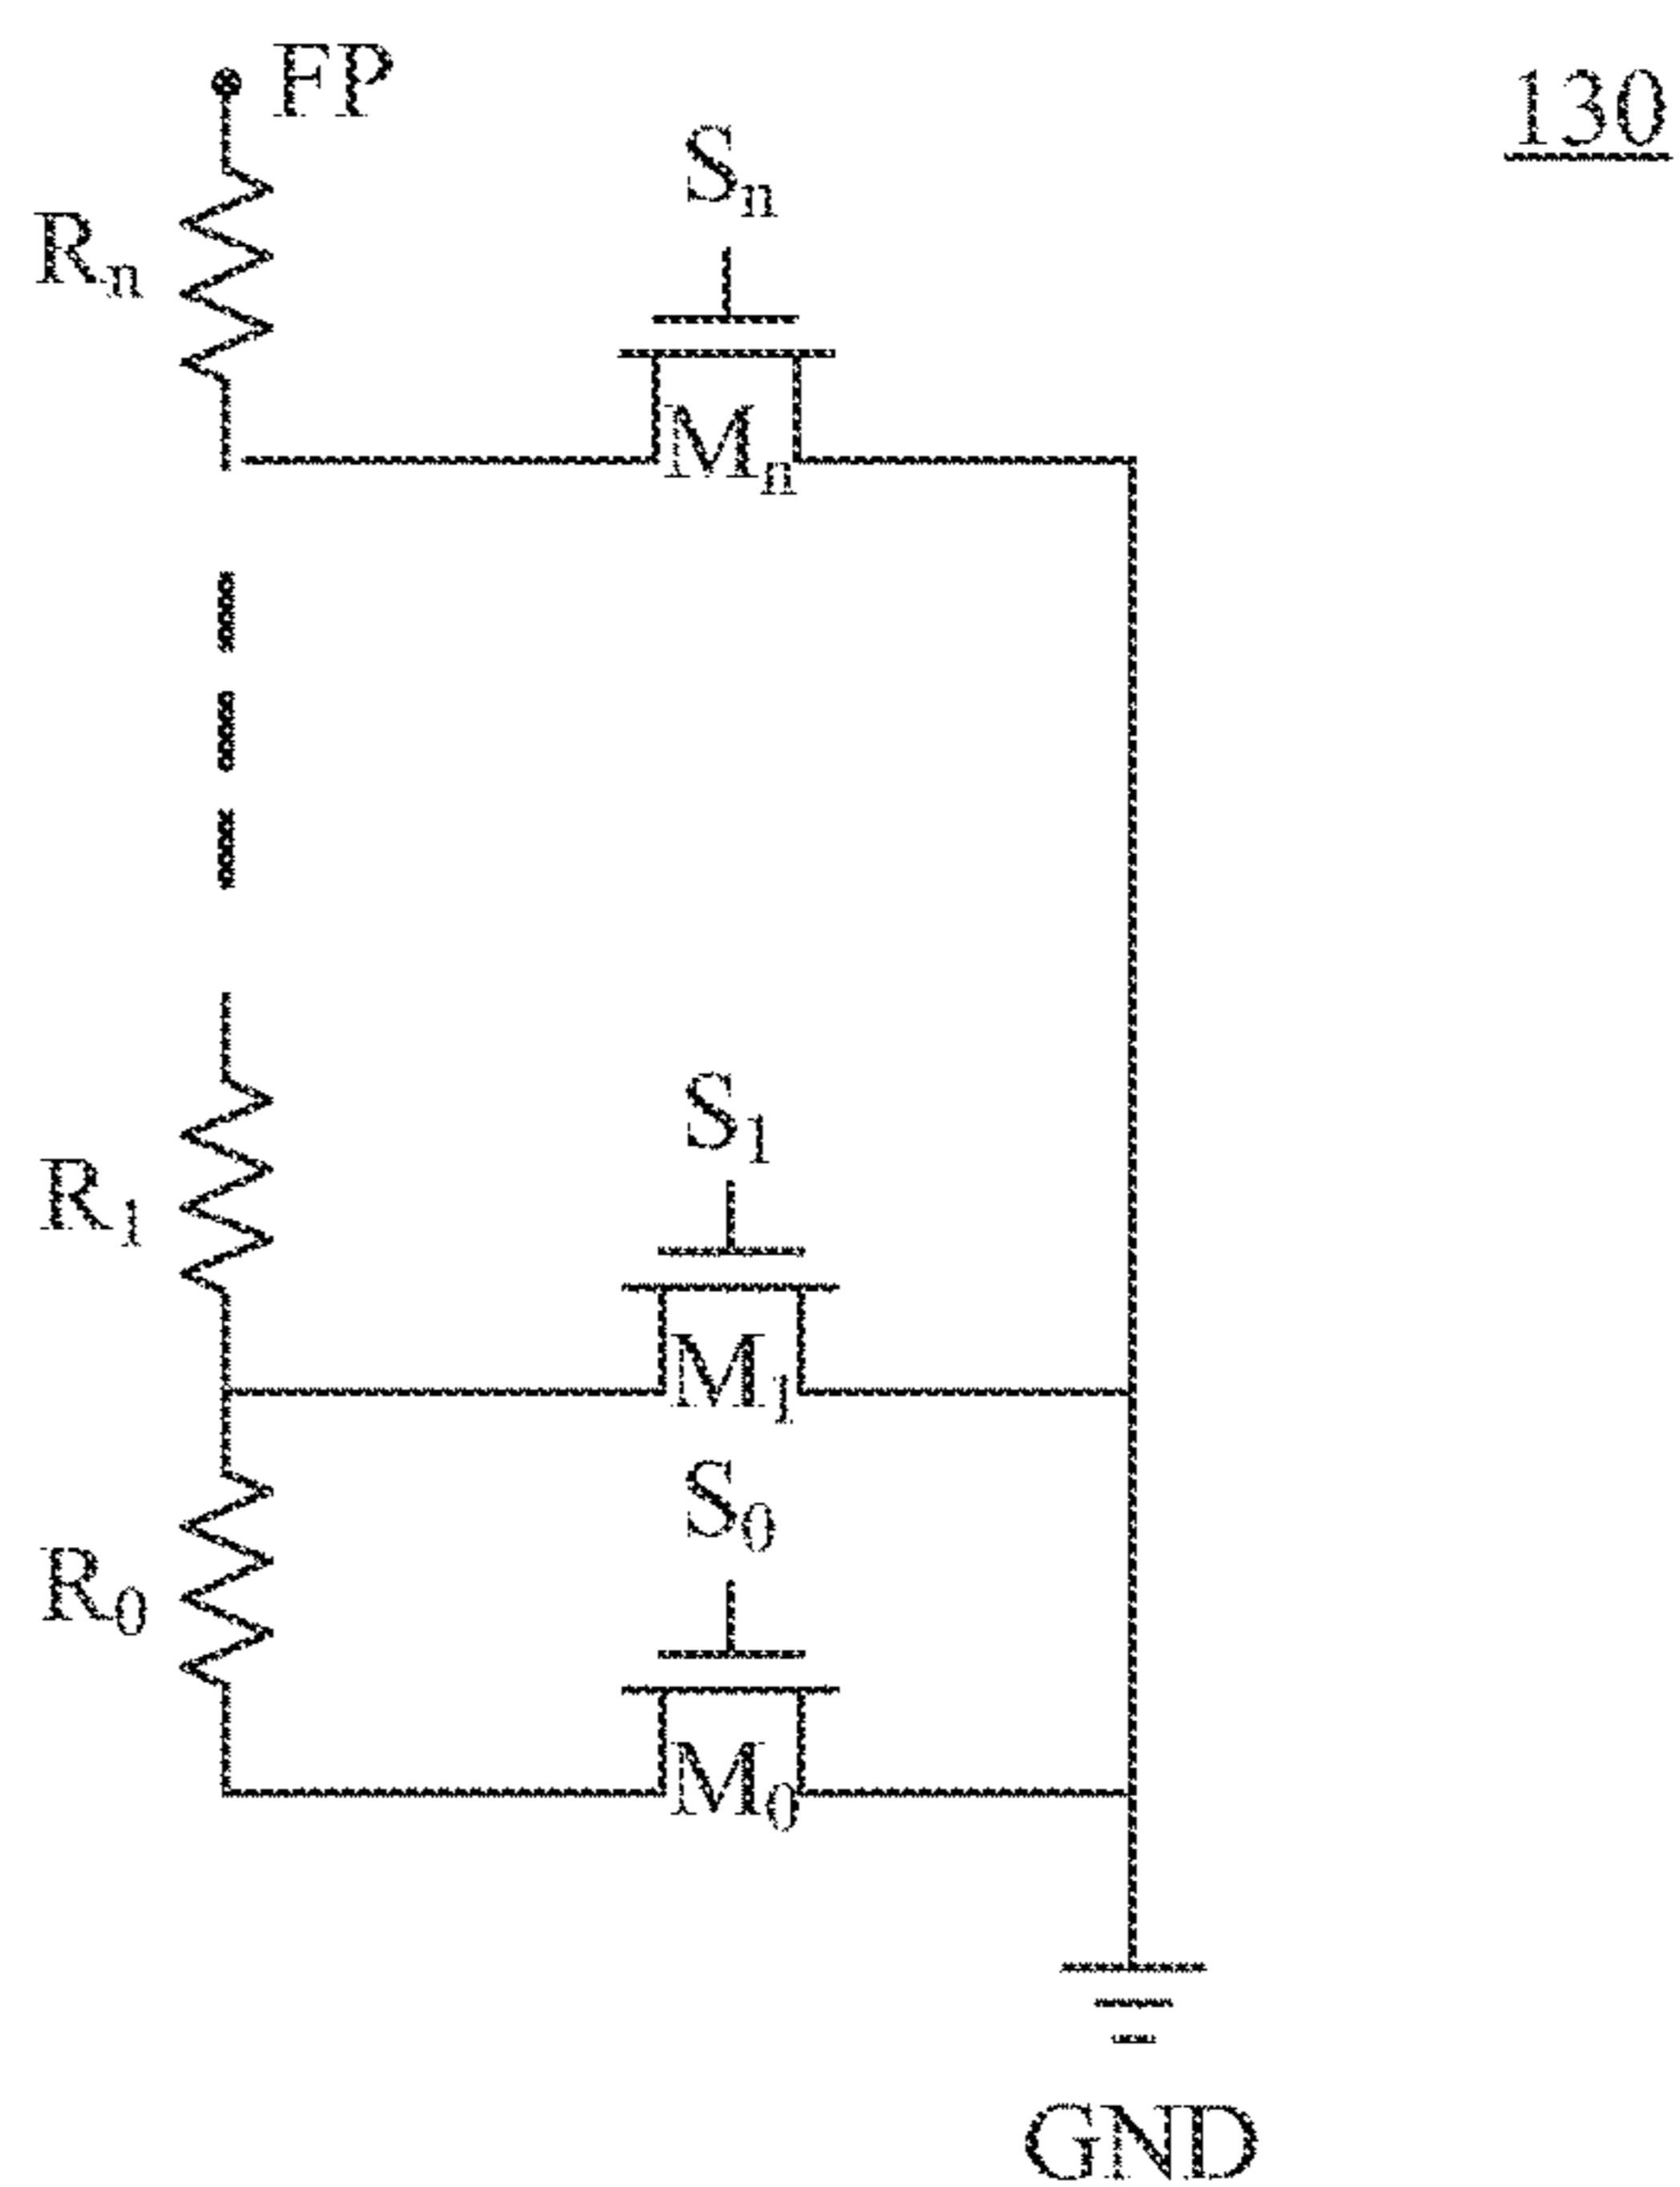 FP
130
Sₙ
Rₙ
Mₙ
S₁
R₁
M₁
S₀
R₀
M₀
GND